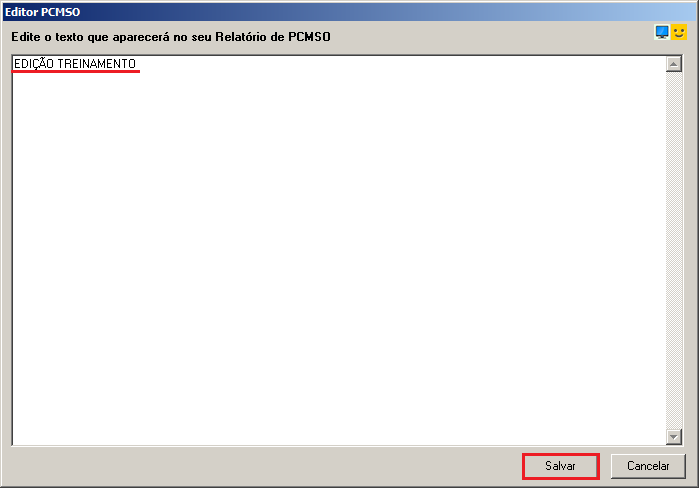 Editor PCMSO
Edite o texto que aparecerá no seu Relatório de PCMSO
EDIÇÃO TREINAMENTO
Salvar
Cancelar